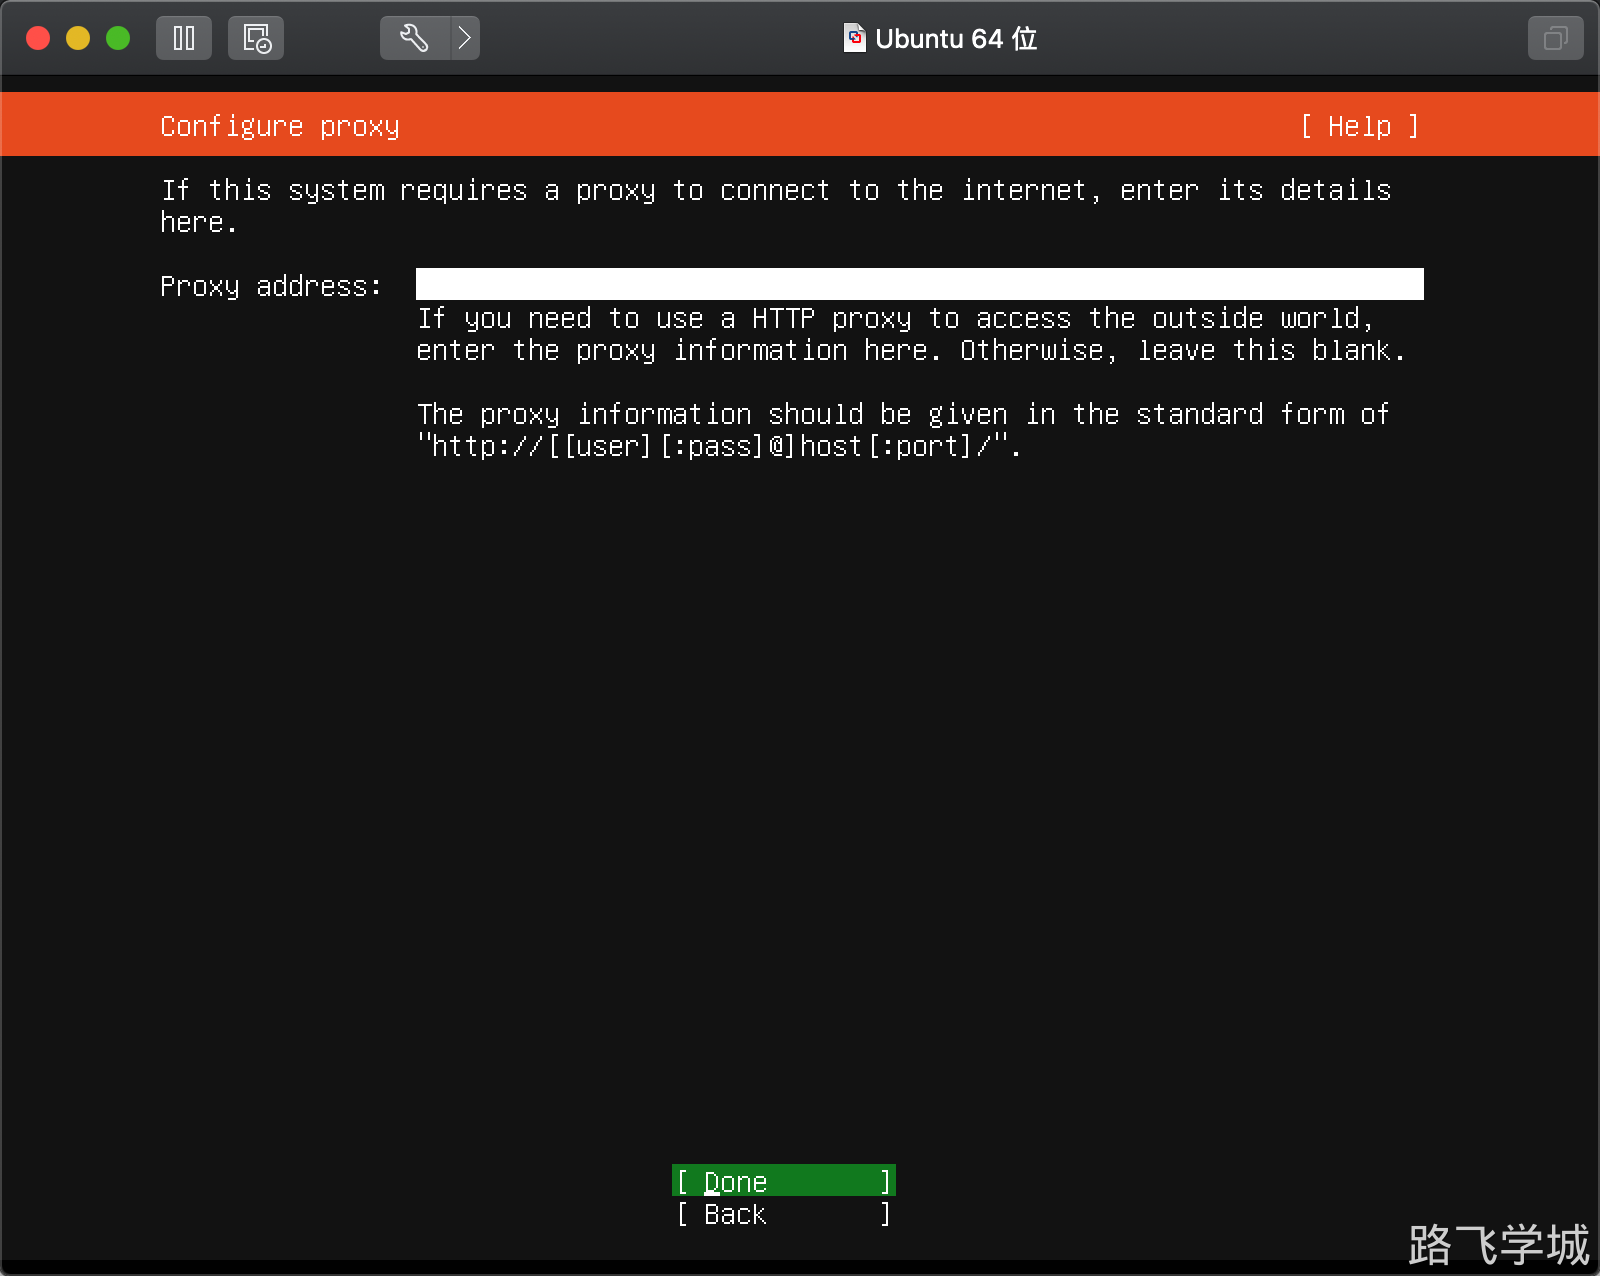 Ubuntu 64 位
Configure proxy [ Help ]
If this system requires a proxy to connect to the internet, enter its details
here.
Proxy address:
If you need to use a HTTP proxy to access the outside world,
enter the proxy information here. Otherwise, leave this blank.
The proxy information should be given in the standard form of
"http://[[user][:pass]@]host[:port]/".
[ Done ]
[ Back ]
路飞学城